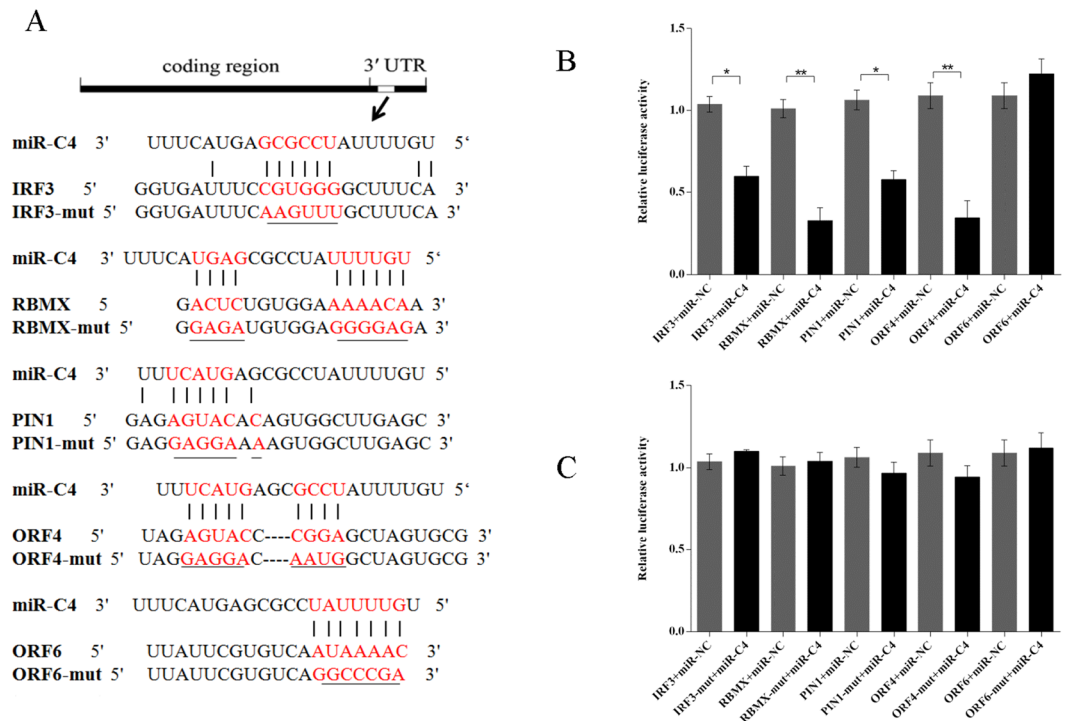 A
coding region 3′ UTR
miR-C4 3' UUUCAUGAGCGCCUAUUUUGU 5‘
IRF3 5' GGUGAUUUCCGUGGGGCUUUCA 3'
IRF3-mut 5' GGUGAUUUCAAGUUUGCUUUCA 3'
miR-C4 3' UUUCAUGAGCGCCUAUUUUGU 5‘
RBMX 5 GACUCUGUGGAAAAACAA 3'
RBMX-mut 5' GGAGAUGUGGAGGGGAGA 3'
miR-C4 3' UUUCAUGAGCGCCUAUUUUGU 5'
PIN1 5' GAGAGUACACAGUGGCUUGAGC 3'
PIN1-mut 5' GAGGAGGAAAAGUGGCUUGAGC 3'
miR-C4 3' UUUCAUGAGCGCCUAUUUUGU 5‘
ORF4 5' UAGAGUACC----CGGAGCUAGUGCG 3'
ORF4-mut 5' UAGGAGGAC----AAUGGCUAGUGCG 3'
miR-C4 3' UUUCAUGAGCGCCUAUUUUGU 5'
ORF6 5' UUAUUCGUGUCAAUAAAAC 3'
ORF6-mut 5' UUAUUCGUGUCAGGCCCGA 3'
B
Relative luciferase activity
1.5
1.0
0.5
0.0
* ** * **
IRF3+miR-NC
IRF3+miR-C4
RBMX+miR-NC
RBMX+miR-C4
PIN1+miR-NC
PIN1+miR-C4
ORF4+miR-NC
ORF4+miR-C4
ORF6+miR-NC
ORF6+miR-C4
C
Relative luciferase activity
1.5
1.0
0.5
0.0
IRF3+miR-NC
IRF3-mut+miR-C4
RBMX+miR-NC
RBMX-mut+miR-C4
PIN1+miR-NC
PIN1-mut+miR-C4
ORF4+miR-NC
ORF4-mut+miR-C4
ORF6+miR-NC
ORF6-mut+miR-C4